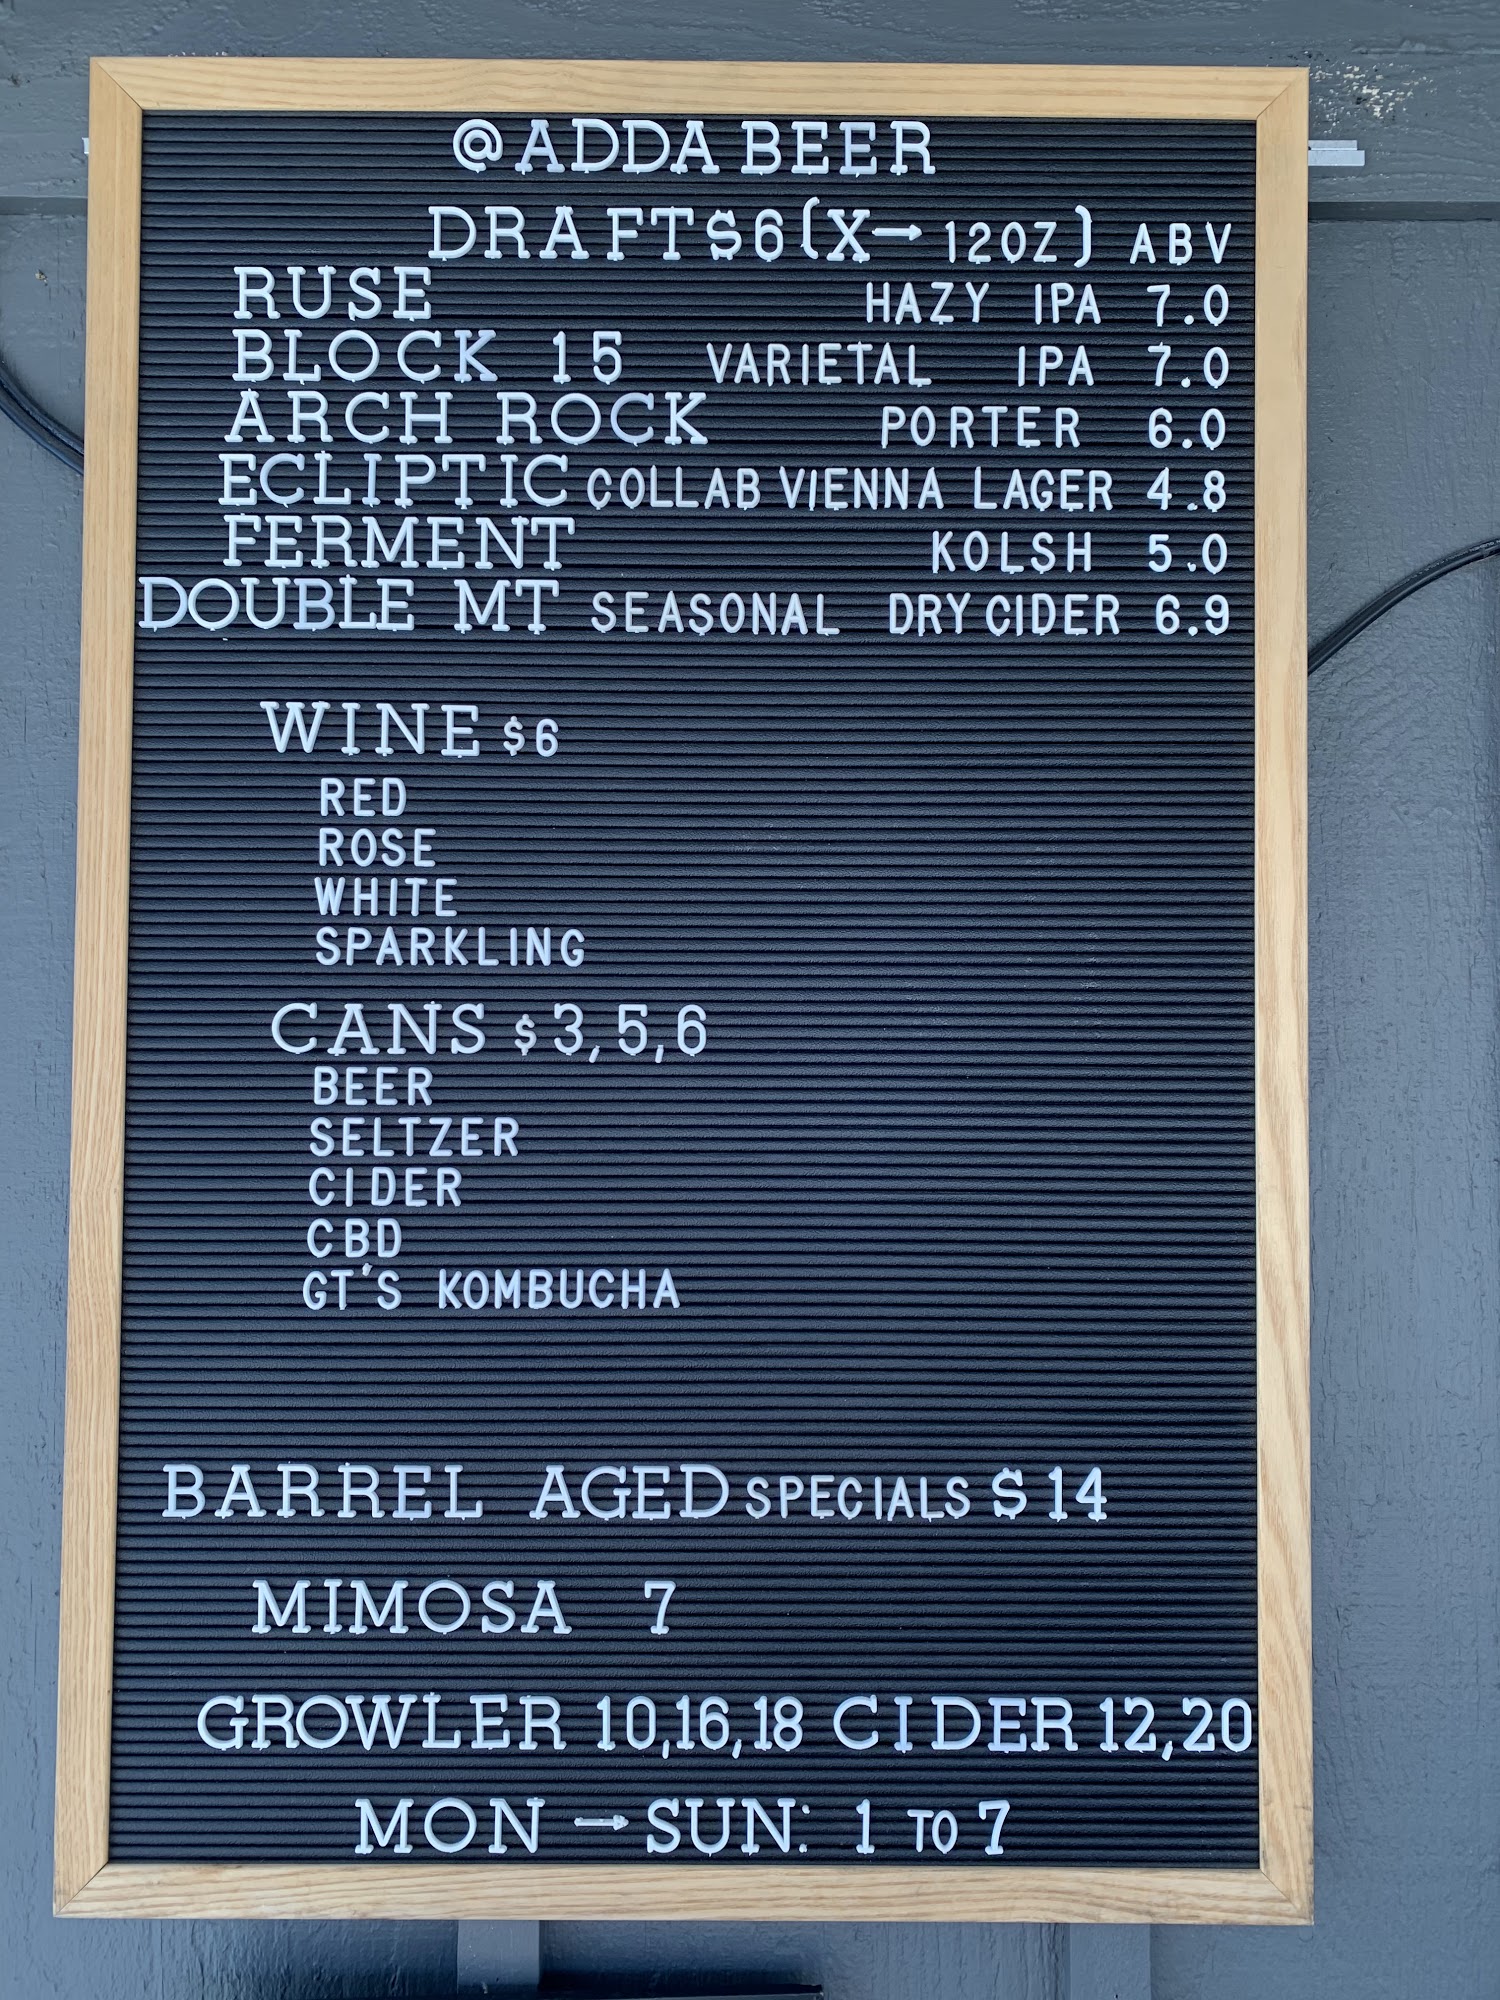 @ADDA BEER
DRAFT $6 (X→12OZ) ABV
RUSE HAZY IPA 7.0
BLOCK 15 VARIETAL IPA 7.0
ARCH ROCK PORTER 6.0
ECLIPTIC COLLAB VIENNA LAGER 4.8
FERMENT KOLSH 5.0
DOUBLE MT SEASONAL DRY CIDER 6.9
WINE $6
RED
ROSE
WHITE
SPARKLING
CANS $3,5,6
BEER
SELTZER
CIDER
CBD
GT'S KOMBUCHA
BARREL AGED SPECIALS $14
MIMOSA 7
GROWLER 10,16,18 CIDER 12,20
MON → SUN: 1 TO 7